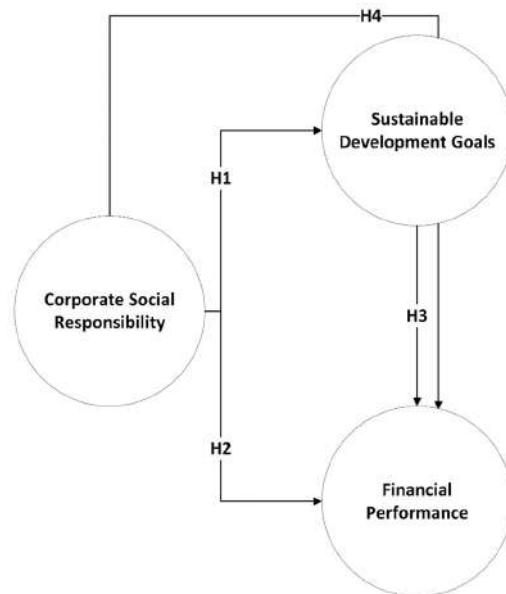 H4
Sustainable
Development Goals
H1
Corporate Social
Responsibility
H3
H2
Financial
Performance